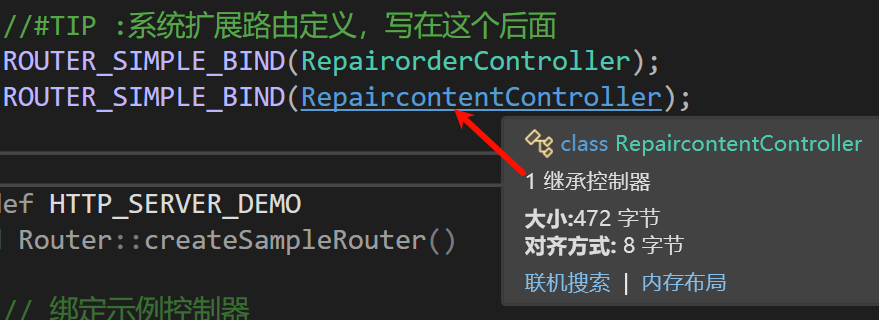 //#TIP :系统扩展路由定义，写在这个后面
ROUTER_SIMPLE_BIND(RepairorderController);
ROUTER_SIMPLE_BIND(RepaircontentController);
class RepaircontentController
1 继承控制器
大小:472 字节
对齐方式: 8 字节
联机搜索 | 内存布局
def HTTP_SERVER_DEMO
Router::createSampleRouter()
// 绑定示例控制器